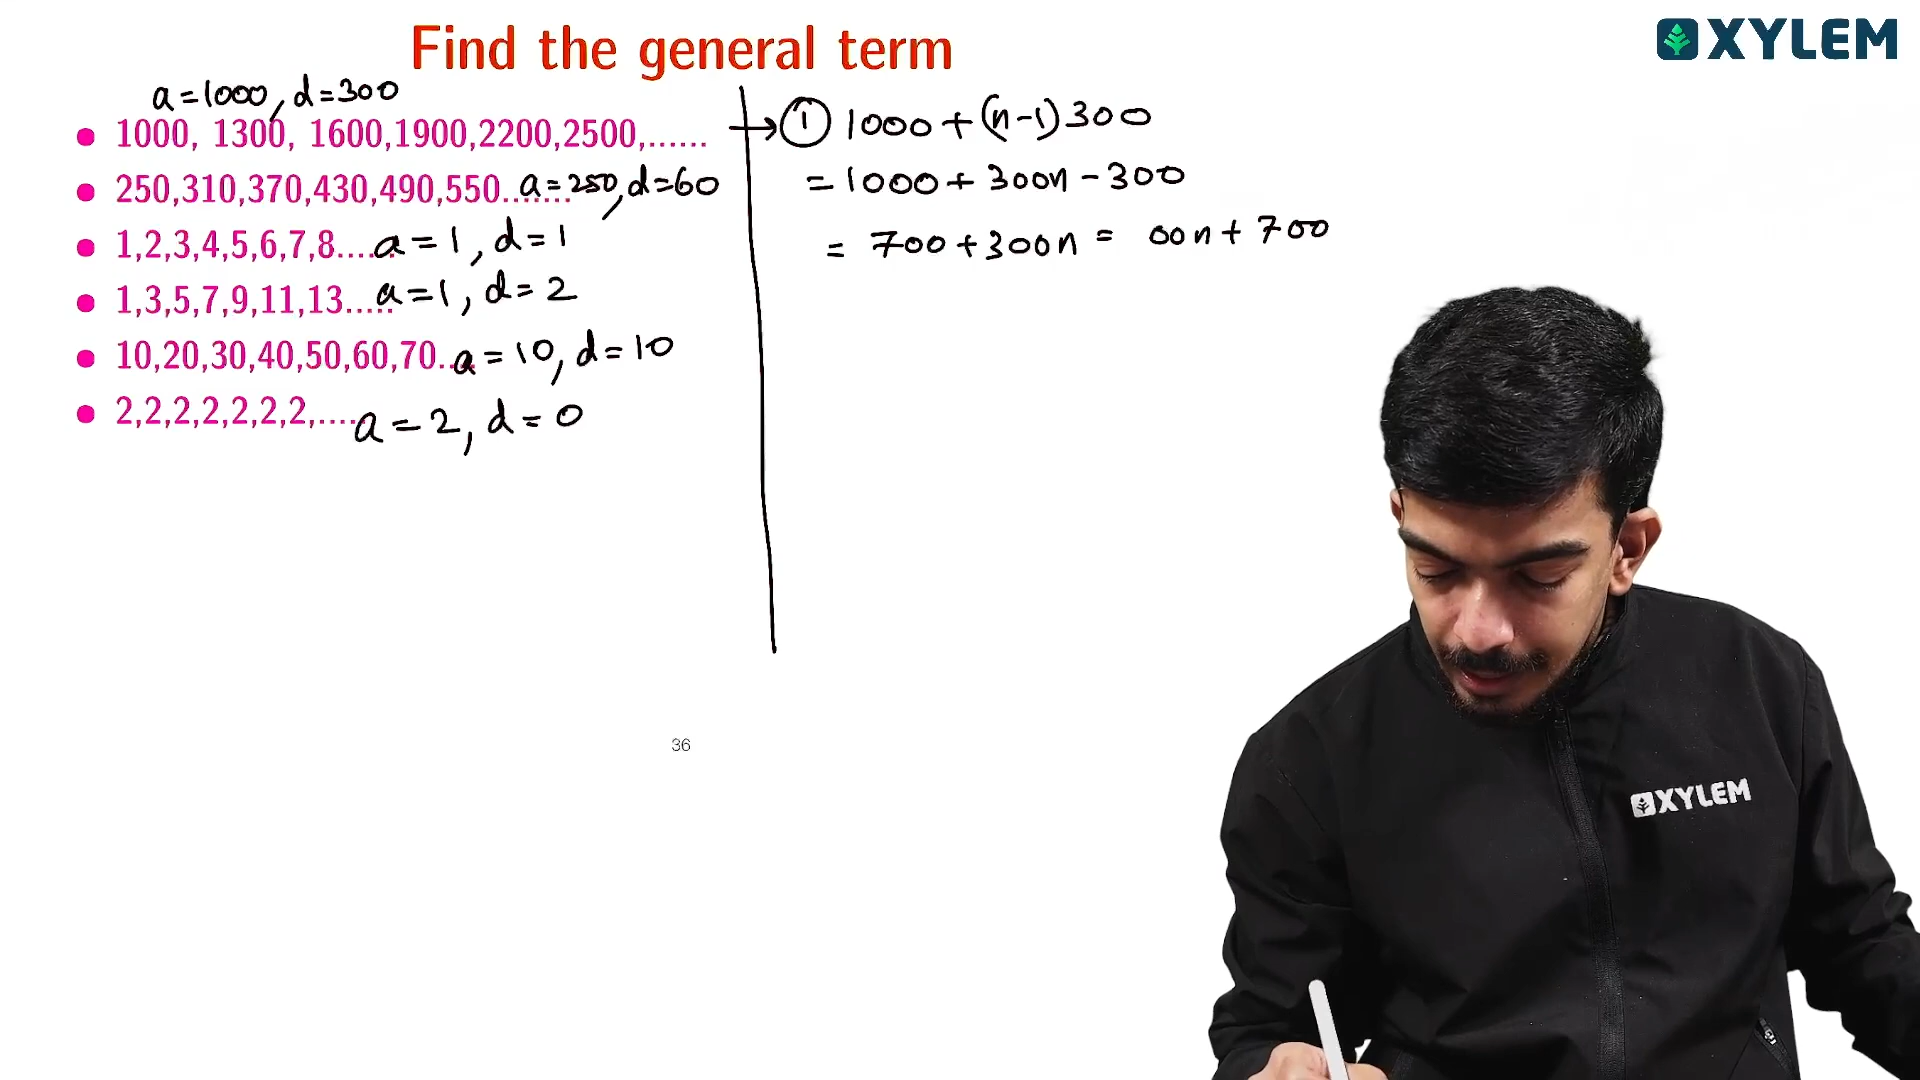 Find the general term
XYLEM
a=1000, d=300
1000, 1300, 1600,1900,2200,2500,......
250,310,370,430,490,550....... a=250, d=60
1,2,3,4,5,6,7,8...... a=1, d=1
1,3,5,7,9,11,13..... a=1, d=2
10,20,30,40,50,60,70.... a=10, d=10
2,2,2,2,2,2,2,.... a=2, d=0
→ ① 1000+(n-1)300
=1000+300n-300
= 700+300n = 00n+700
36
XYLEM